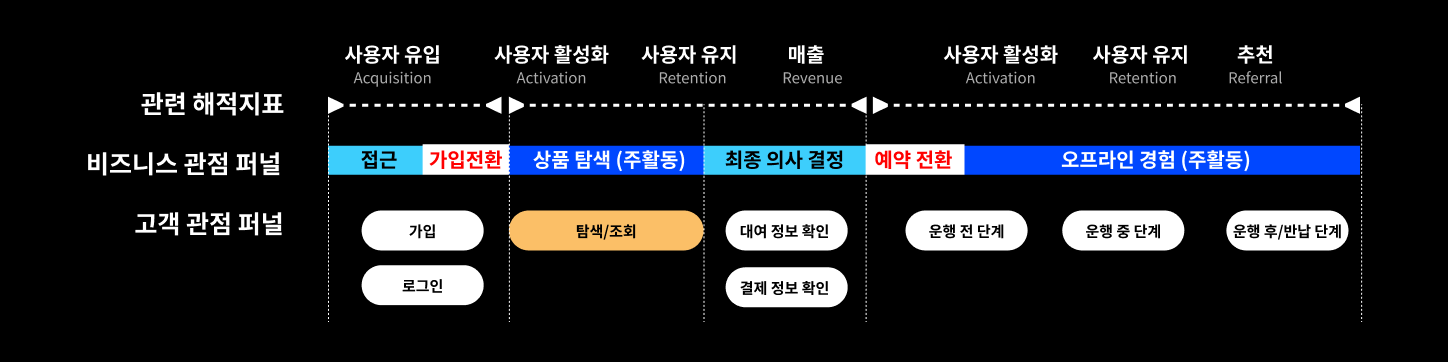 사용자 유입
Acquisition
사용자 활성화
Activation
사용자 유지
Retention
매출
Revenue
사용자 활성화
Activation
사용자 유지
Retention
추천
Referral
관련 해적지표
비즈니스 관점 퍼널
접근
가입전환
상품 탐색 (주활동)
최종 의사 결정
예약 전환
오프라인 경험 (주활동)
고객 관점 퍼널
가입
탐색/조회
대여 정보 확인
운행 전 단계
운행 중 단계
운행 후/반납 단계
로그인
결제 정보 확인